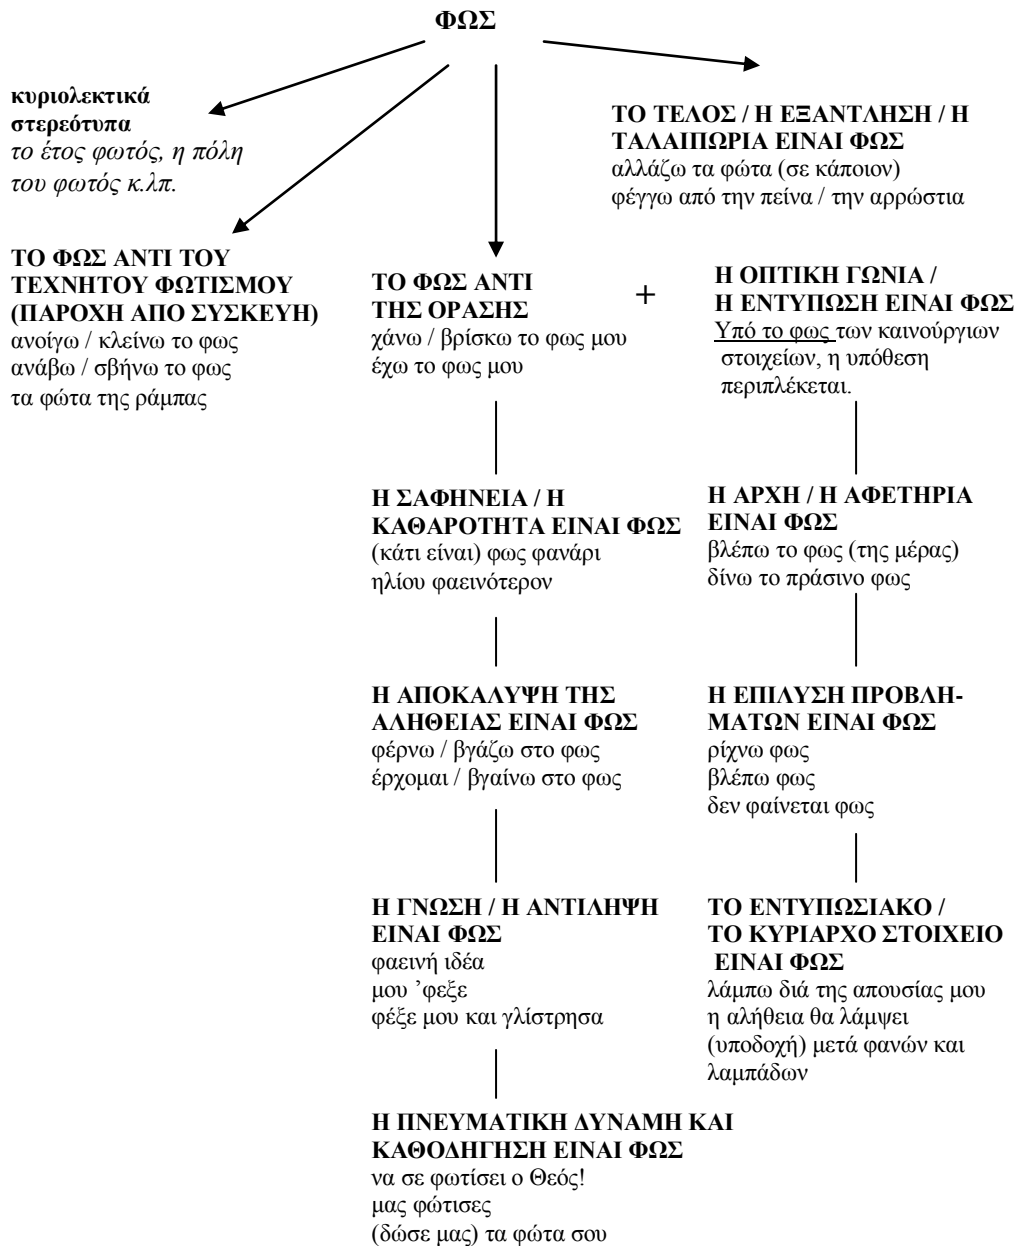 ΦΩΣ
κυριολεκτικά
στερεότυπα
το έτος φωτός, η πόλη
του φωτός κ.λπ.
ΤΟ ΤΕΛΟΣ / Η ΕΞΑΝΤΛΗΣΗ / Η
ΤΑΛΑΙΠΩΡΙΑ ΕΙΝΑΙ ΦΩΣ
αλλάζω τα φώτα (σε κάποιον)
φέγγω από την πείνα / την αρρώστια
ΤΟ ΦΩΣ ΑΝΤΙ ΤΟΥ
ΤΕΧΝΗΤΟΥ ΦΩΤΙΣΜΟΥ
(ΠΑΡΟΧΗ ΑΠΟ ΣΥΣΚΕΥΗ)
ανοίγω / κλείνω το φως
ανάβω / σβήνω το φως
τα φώτα της ράμπας
ΤΟ ΦΩΣ ΑΝΤΙ
ΤΗΣ ΟΡΑΣΗΣ
χάνω / βρίσκω το φως μου
έχω το φως μου
+
Η ΟΠΤΙΚΗ ΓΩΝΙΑ /
Η ΕΝΤΥΠΩΣΗ ΕΙΝΑΙ ΦΩΣ
Υπό το φως των καινούργιων
στοιχείων, η υπόθεση
περιπλέκεται.
Η ΣΑΦΗΝΕΙΑ / Η
ΚΑΘΑΡΟΤΗΤΑ ΕΙΝΑΙ ΦΩΣ
(κάτι είναι) φως φανάρι
ηλίου φαεινότερον
Η ΑΡΧΗ / Η ΑΦΕΤΗΡΙΑ
ΕΙΝΑΙ ΦΩΣ
βλέπω το φως (της μέρας)
δίνω το πράσινο φως
Η ΑΠΟΚΑΛΥΨΗ ΤΗΣ
ΑΛΗΘΕΙΑΣ ΕΙΝΑΙ ΦΩΣ
φέρνω / βγάζω στο φως
έρχομαι / βγαίνω στο φως
Η ΕΠΙΛΥΣΗ ΠΡΟΒΛΗ-
ΜΑΤΩΝ ΕΙΝΑΙ ΦΩΣ
ρίχνω φως
βλέπω φως
δεν φαίνεται φως
Η ΓΝΩΣΗ / Η ΑΝΤΙΛΗΨΗ
ΕΙΝΑΙ ΦΩΣ
φαεινή ιδέα
μου ’φεξε
φέξε μου και γλίστρησα
ΤΟ ΕΝΤΥΠΩΣΙΑΚΟ /
ΤΟ ΚΥΡΙΑΡΧΟ ΣΤΟΙΧΕΙΟ
ΕΙΝΑΙ ΦΩΣ
λάμπω διά της απουσίας μου
η αλήθεια θα λάμψει
(υποδοχή) μετά φανών και
λαμπάδων
Η ΠΝΕΥΜΑΤΙΚΗ ΔΥΝΑΜΗ ΚΑΙ
ΚΑΘΟΔΗΓΗΣΗ ΕΙΝΑΙ ΦΩΣ
να σε φωτίσει ο Θεός!
μας φώτισες
(δώσε μας) τα φώτα σου